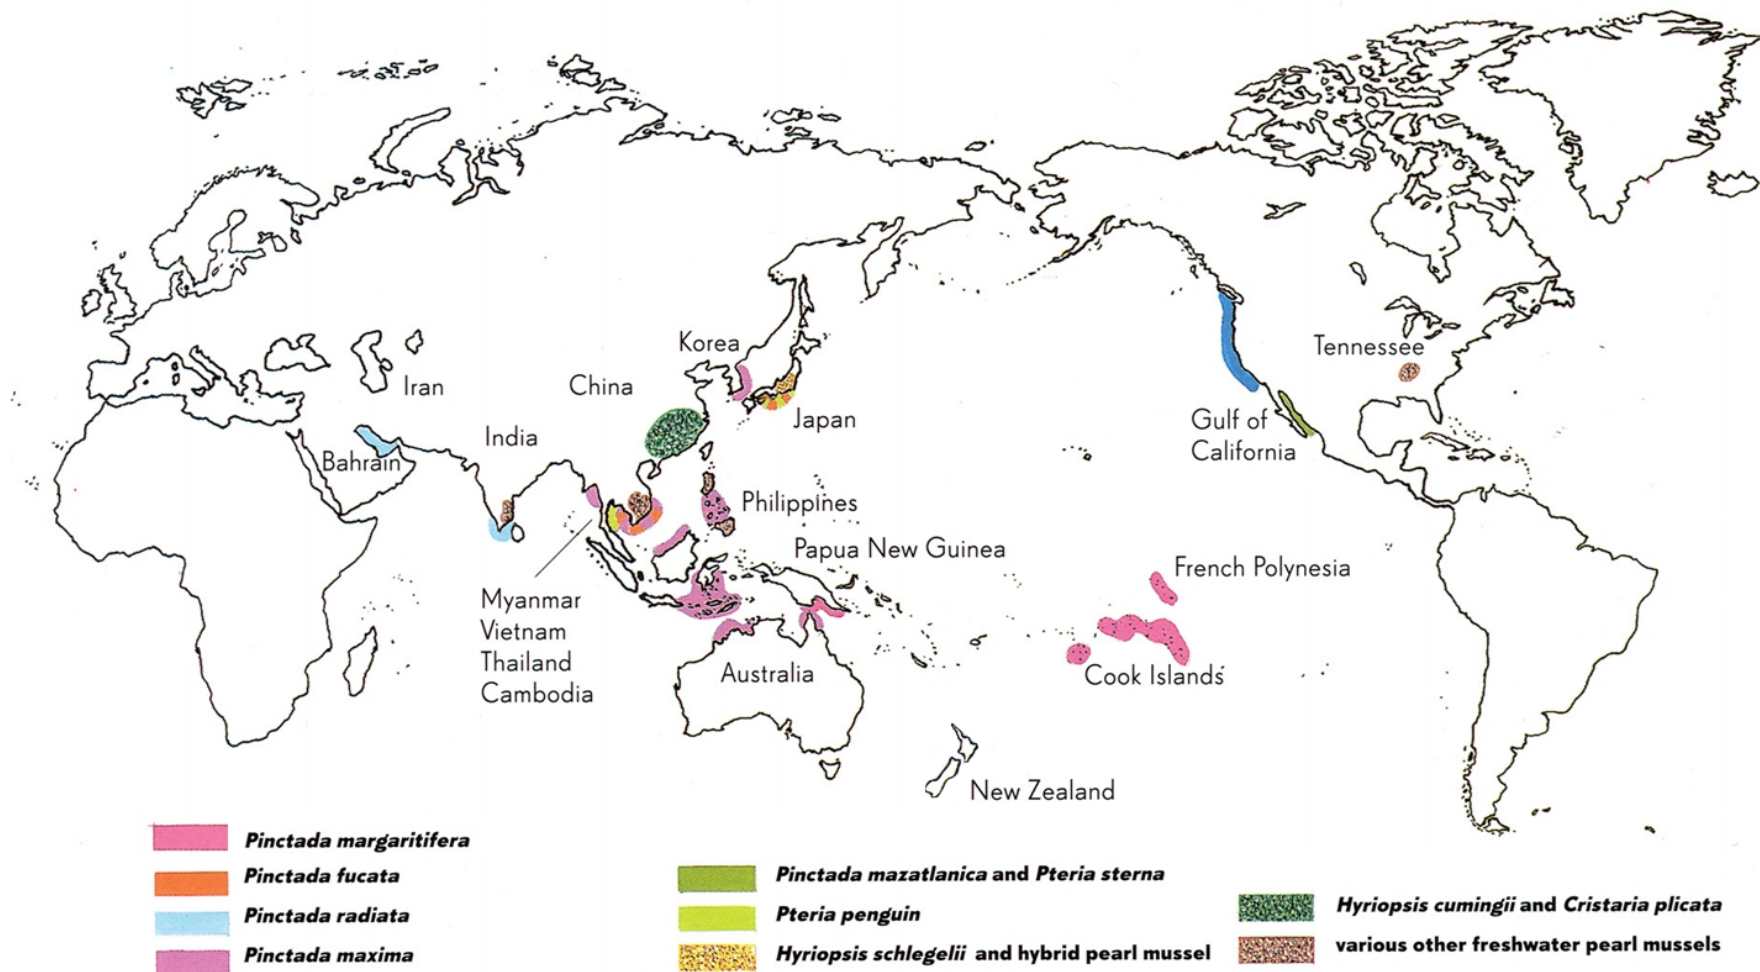 Korea
Tennessee
Iran
China
Japan
Gulf of
California
India
Bahrain
Philippines
Papua New Guinea
French Polynesia
Myanmar
Vietnam
Thailand
Cambodia
Australia
Cook Islands
New Zealand
Pinctada margaritifera
Pinctada fucata
Pinctada radiata
Pinctada maxima
Pinctada mazatlanica and Pteria sterna
Pteria penguin
Hyriopsis schlegelii and hybrid pearl mussel
Hyriopsis cumingii and Cristaria plicata
various other freshwater pearl mussels